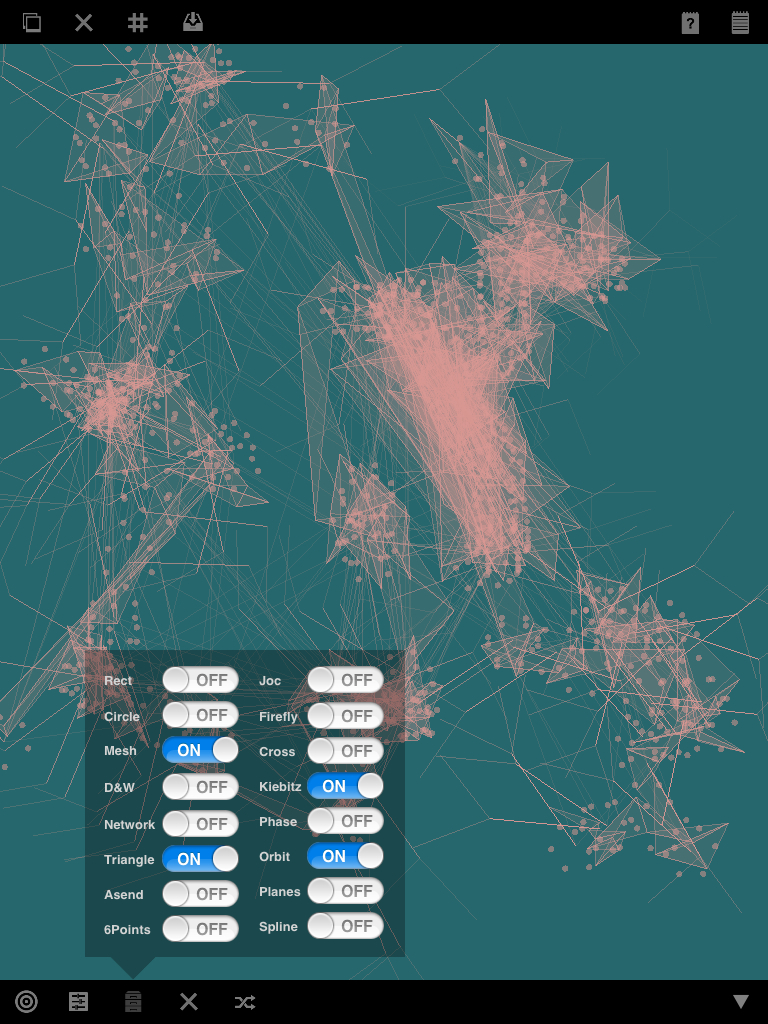 ?
Rect OFF Joc OFF
Circle OFF Firefly OFF
Mesh ON Cross OFF
D&W OFF Kiebitz ON
Network OFF Phase OFF
Triangle ON Orbit ON
Asend OFF Planes OFF
6Points OFF Spline OFF